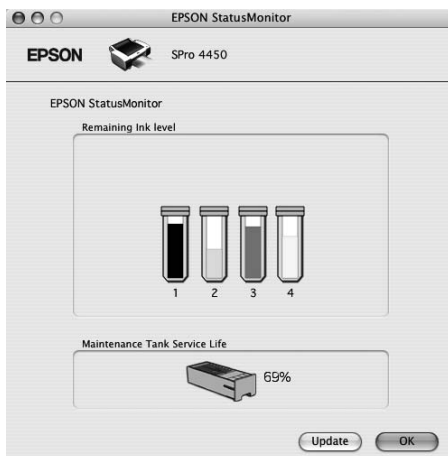 EPSON StatusMonitor
EPSON SPro 4450
EPSON StatusMonitor
Remaining Ink level
1 2 3 4
Maintenance Tank Service Life
69%
Update OK